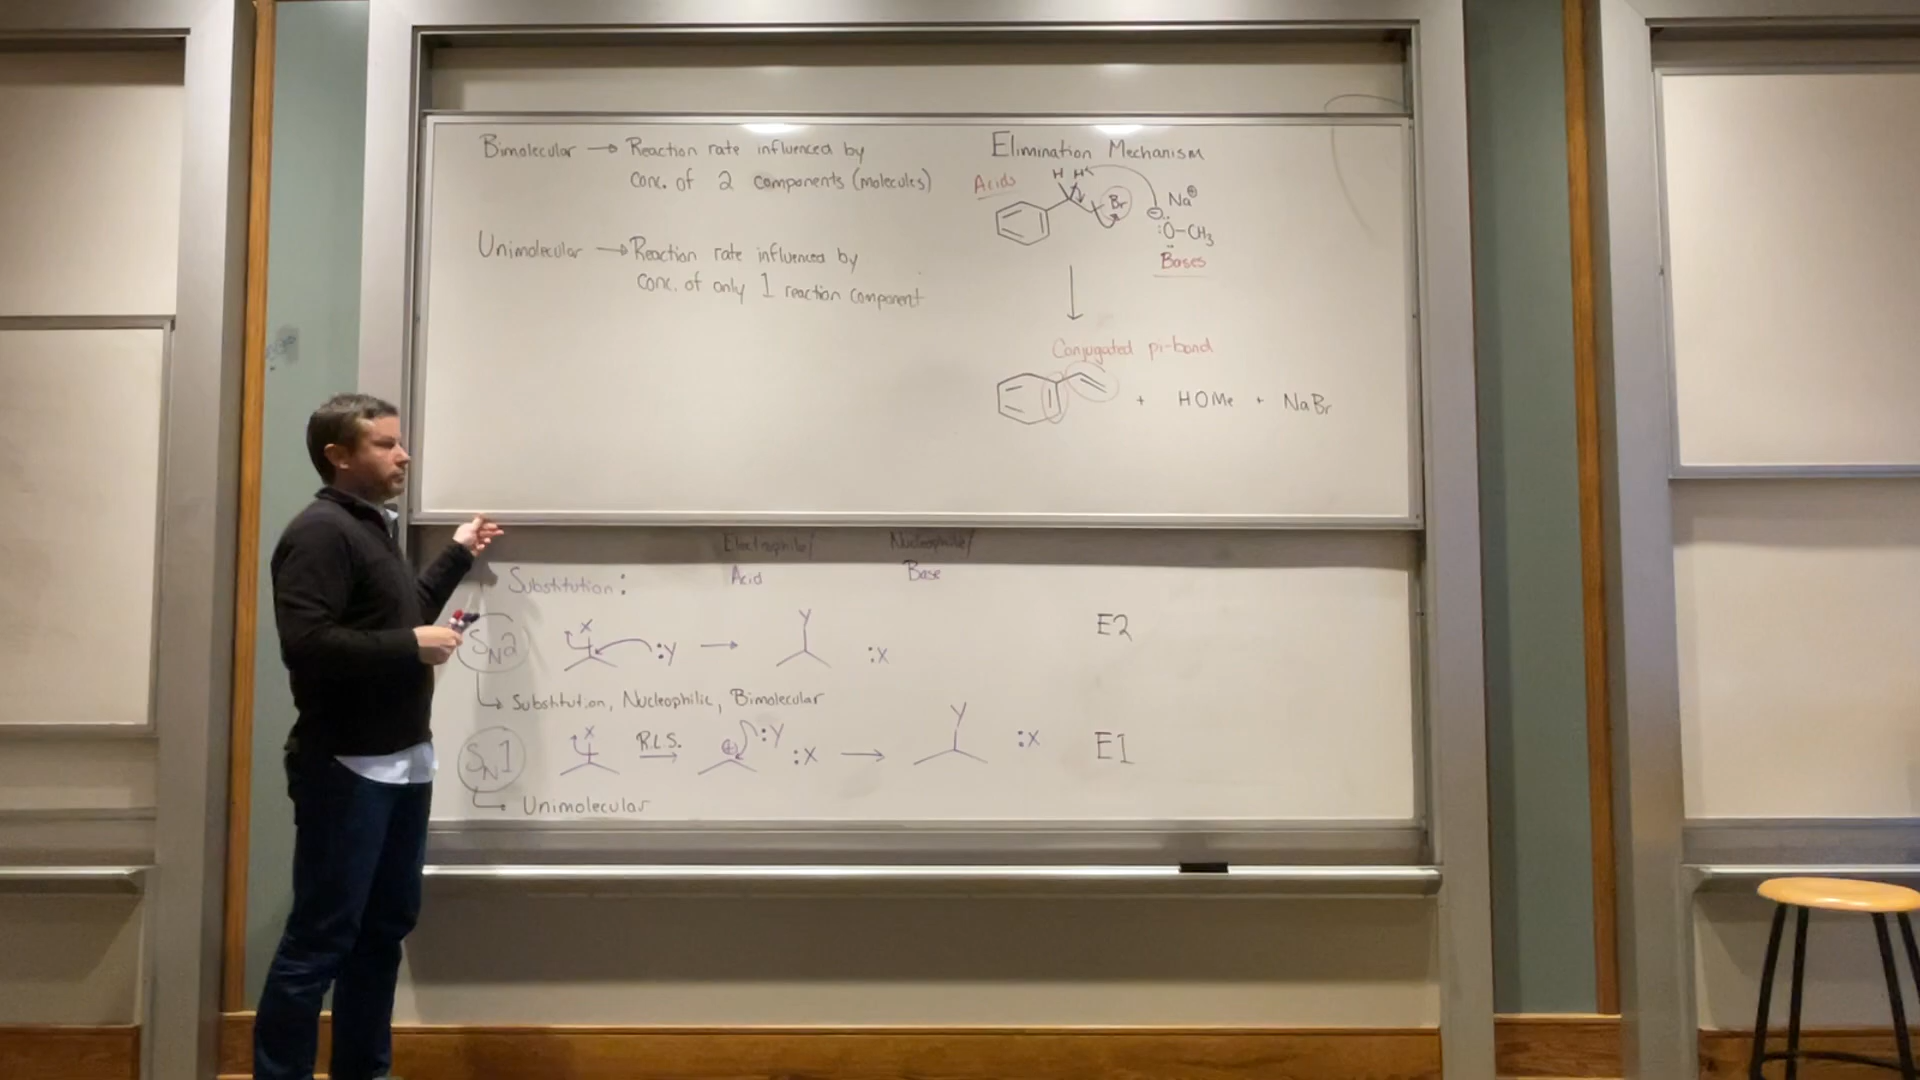 Bimolecular → Reaction rate influenced by
conc. of 2 components (molecules)
Unimolecular → Reaction rate influenced by
conc. of only 1 reaction component
Elimination Mechanism
Acids
H H
Br
Na⊕
⊖
:Ö-CH3
Bases
Conjugated pi-bond
+ HOMe + NaBr
Electrophile/ Nucleophile/
Substitution: Acid Base
SN2 X :Y → Y :X E2
Substitution, Nucleophilic, Bimolecular
SN1 X R.L.S. → ⊕ :Y :X → Y :X E1
Unimolecular